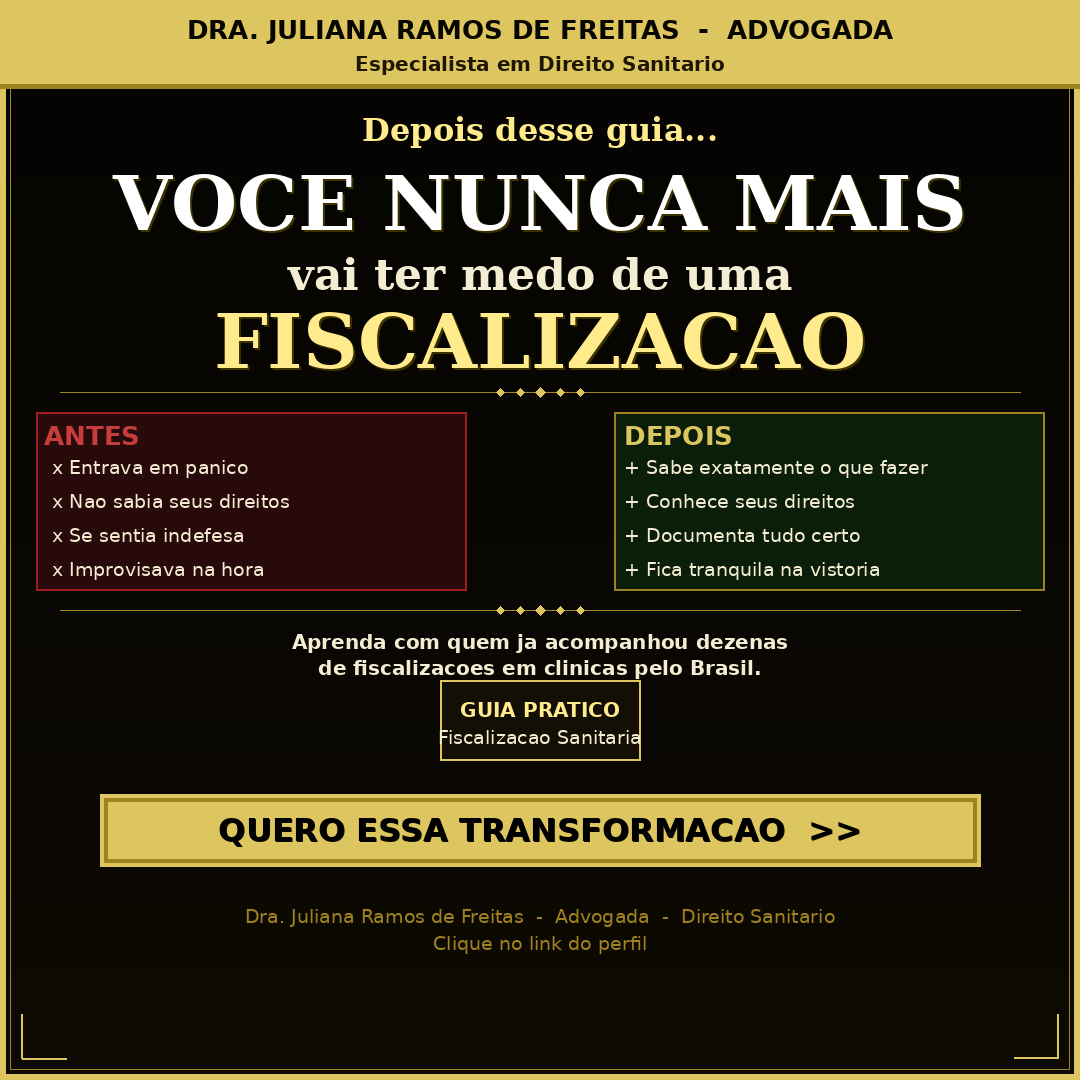 DRA. JULIANA RAMOS DE FREITAS - ADVOGADA
Especialista em Direito Sanitario
Depois desse guia...
VOCE NUNCA MAIS
vai ter medo de uma
FISCALIZACAO
ANTES
x Entrava em panico
x Nao sabia seus direitos
x Se sentia indefesa
x Improvisava na hora
DEPOIS
+ Sabe exatamente o que fazer
+ Conhece seus direitos
+ Documenta tudo certo
+ Fica tranquila na vistoria
Aprenda com quem ja acompanhou dezenas
de fiscalizacoes em clinicas pelo Brasil.
GUIA PRATICO
Fiscalizacao Sanitaria
QUERO ESSA TRANSFORMACAO >>
Dra. Juliana Ramos de Freitas - Advogada - Direito Sanitario
Clique no link do perfil